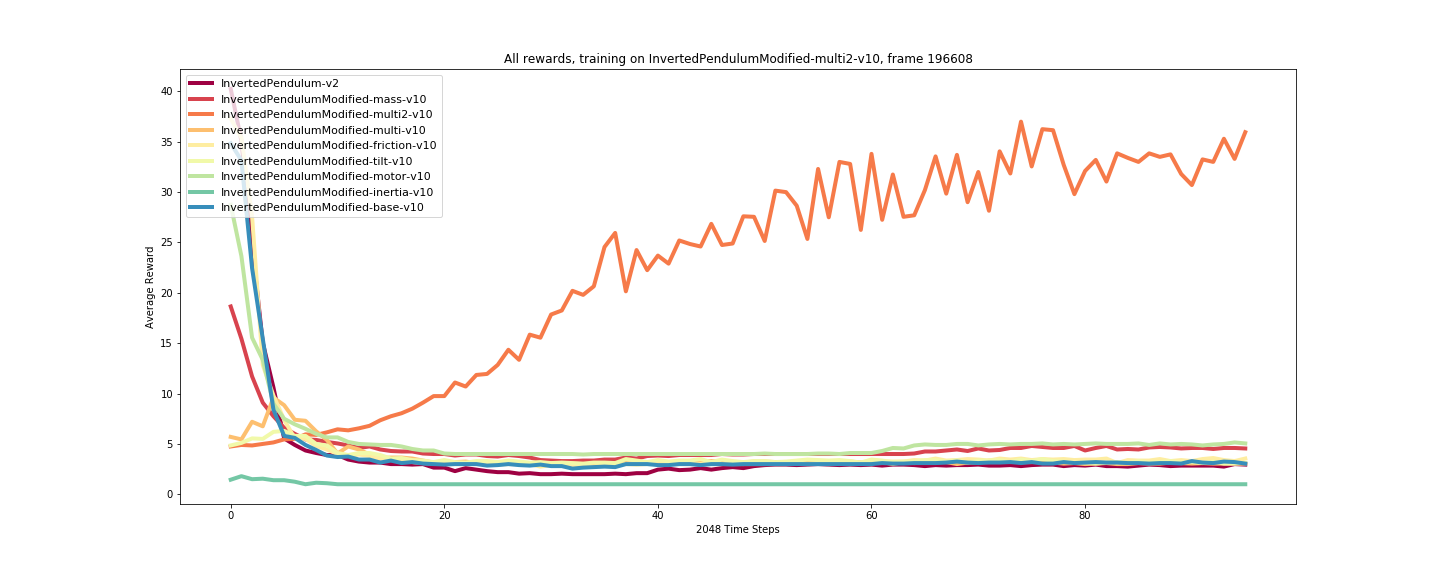 All rewards, training on InvertedPendulumModified-multi2-v10, frame 196608
InvertedPendulum-v2
InvertedPendulumModified-mass-v10
InvertedPendulumModified-multi2-v10
InvertedPendulumModified-multi-v10
InvertedPendulumModified-friction-v10
InvertedPendulumModified-tilt-v10
InvertedPendulumModified-motor-v10
InvertedPendulumModified-inertia-v10
InvertedPendulumModified-base-v10
40
35
30
25
20
15
10
5
0
Average Reward
0 20 40 60 80
2048 Time Steps